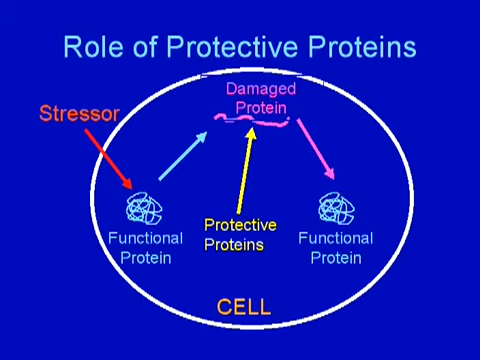 Role of Protective Proteins
Damaged
Protein
Stressor
Protective
Proteins
Functional
Protein
Functional
Protein
CELL